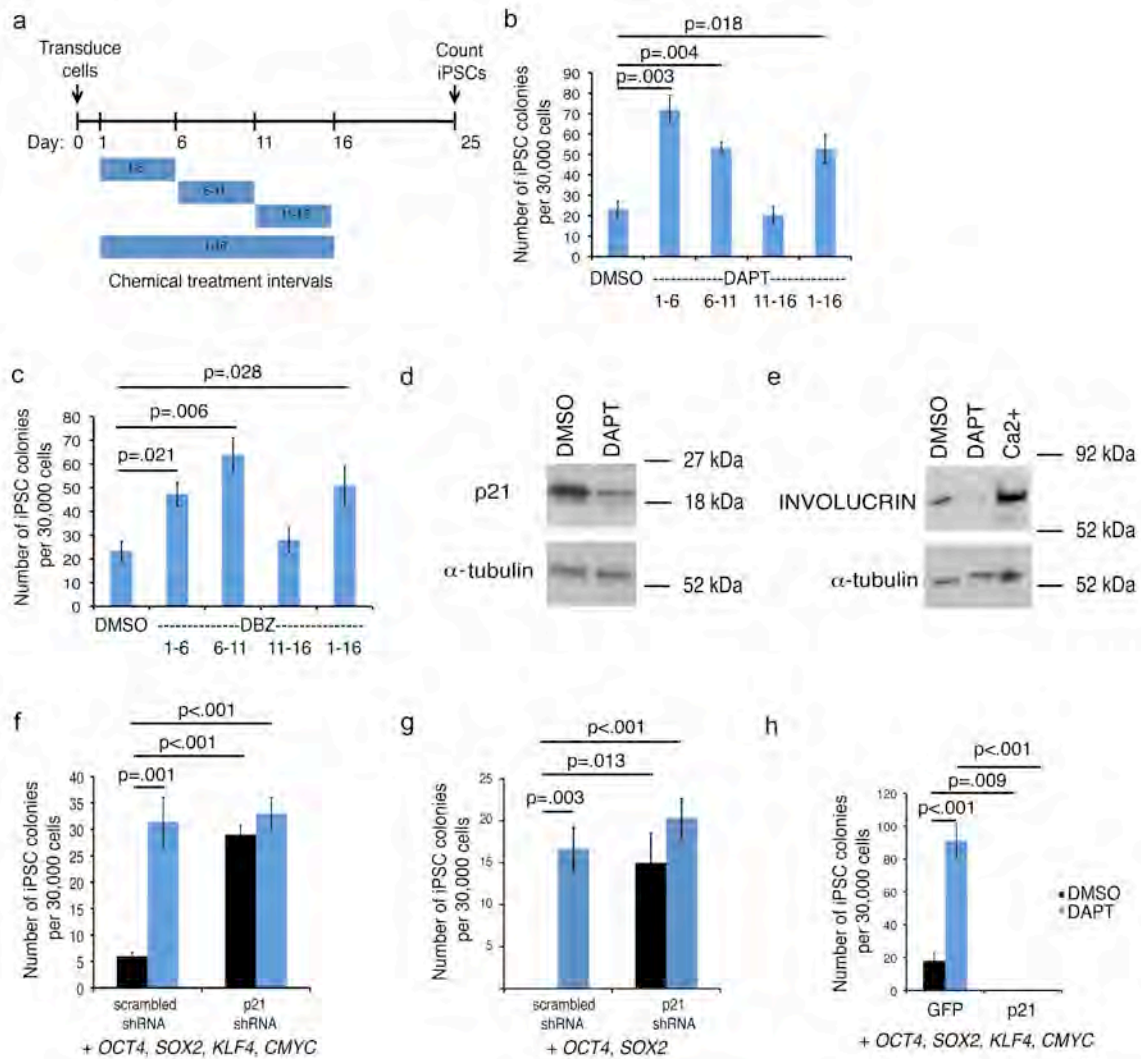 a
Transduce
cells
Count
iPSCs
Day: 0 1 6 11 16 25
6-11
Chemical treatment intervals
b
p=.018
p=.004
p=.003
Number of iPSC colonies
per 30,000 cells
90
80
70
60
50
40
30
20
10
0
DMSO ----------DAPT----------
1-6 6-11 11-16 1-16
c
p=.028
p=.006
p=.021
Number of iPSC colonies
per 30,000 cells
80
70
60
50
40
30
20
10
0
DMSO ----------DBZ----------
1-6 6-11 11-16 1-16
d
DMSO
DAPT
27 kDa
p21
18 kDa
α-tubulin
52 kDa
e
DMSO
DAPT
Ca2+
92 kDa
INVOLUCRIN
52 kDa
α-tubulin
52 kDa
f
p<.001
p<.001
p=.001
Number of iPSC colonies
per 30,000 cells
40
35
30
25
20
15
10
5
0
scrambled shRNA
p21 shRNA
+ OCT4, SOX2, KLF4, CMYC
g
p<.001
p=.013
p=.003
Number of iPSC colonies
per 30,000 cells
25
20
15
10
5
scrambled shRNA
p21 shRNA
+ OCT4, SOX2
h
p<.001
p=.009
p<.001
Number of iPSC colonies
per 30,000 cells
120
100
80
60
40
20
0
GFP p21
DMSO
DAPT
+ OCT4, SOX2, KLF4, CMYC